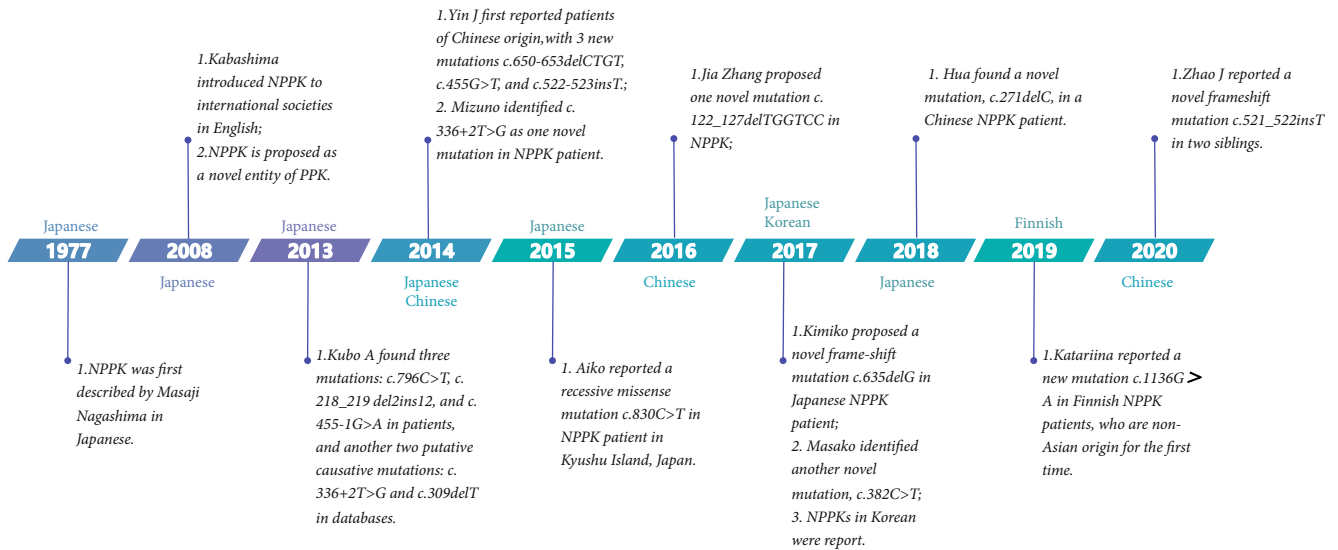 1.Kabashima
introduced NPPK to
international societies
in English;
2.NPPK is proposed as
a novel entity of PPK.
1.Yin J first reported patients
of Chinese origin,with 3 new
mutations c.650-653delCTGT,
c.455G>T, and c.522-523insT.;
2. Mizuno identified c.
336+2T>G as one novel
mutation in NPPK patient.
1.Jia Zhang proposed
one novel mutation c.
122_127delTGGTCC in
NPPK;
1. Hua found a novel
mutation, c.271delC, in a
Chinese NPPK patient.
1.Zhao J reported a
novel frameshift
mutation c.521_522insT
in two siblings.
Japanese
1977
2008
Japanese
Japanese
2013
2014
Japanese
Chinese
Japanese
2015
2016
Chinese
Japanese
Korean
2017
2018
Japanese
Finnish
2019
2020
Chinese
1.NPPK was first
described by Masaji
Nagashima in
Japanese.
1.Kubo A found three
mutations: c.796C>T, c.
218_219 del2ins12, and c.
455-1G>A in patients,
and another two putative
causative mutations: c.
336+2T>G and c.309delT
in databases.
1. Aiko reported a
recessive missense
mutation c.830C>T in
NPPK patient in
Kyushu Island, Japan.
1.Kimiko proposed a
novel frame-shift
mutation c.635delG in
Japanese NPPK
patient;
2. Masako identified
another novel
mutation, c.382C>T;
3. NPPKs in Korean
were report.
1.Katariina reported a
new mutation c.1136G >
A in Finnish NPPK
patients, who are non-
Asian origin for the first
time.